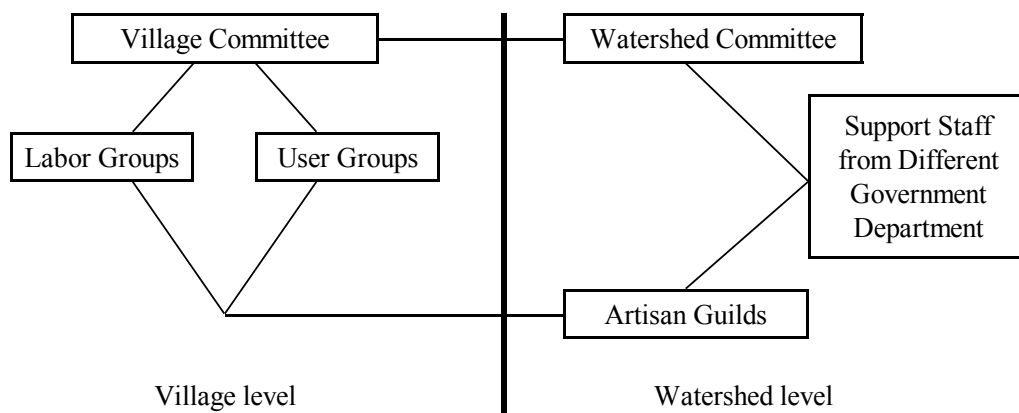 Village Committee
Watershed Committee
Labor Groups
User Groups
Support Staff
from Different
Government
Department
Artisan Guilds
Village level
Watershed level